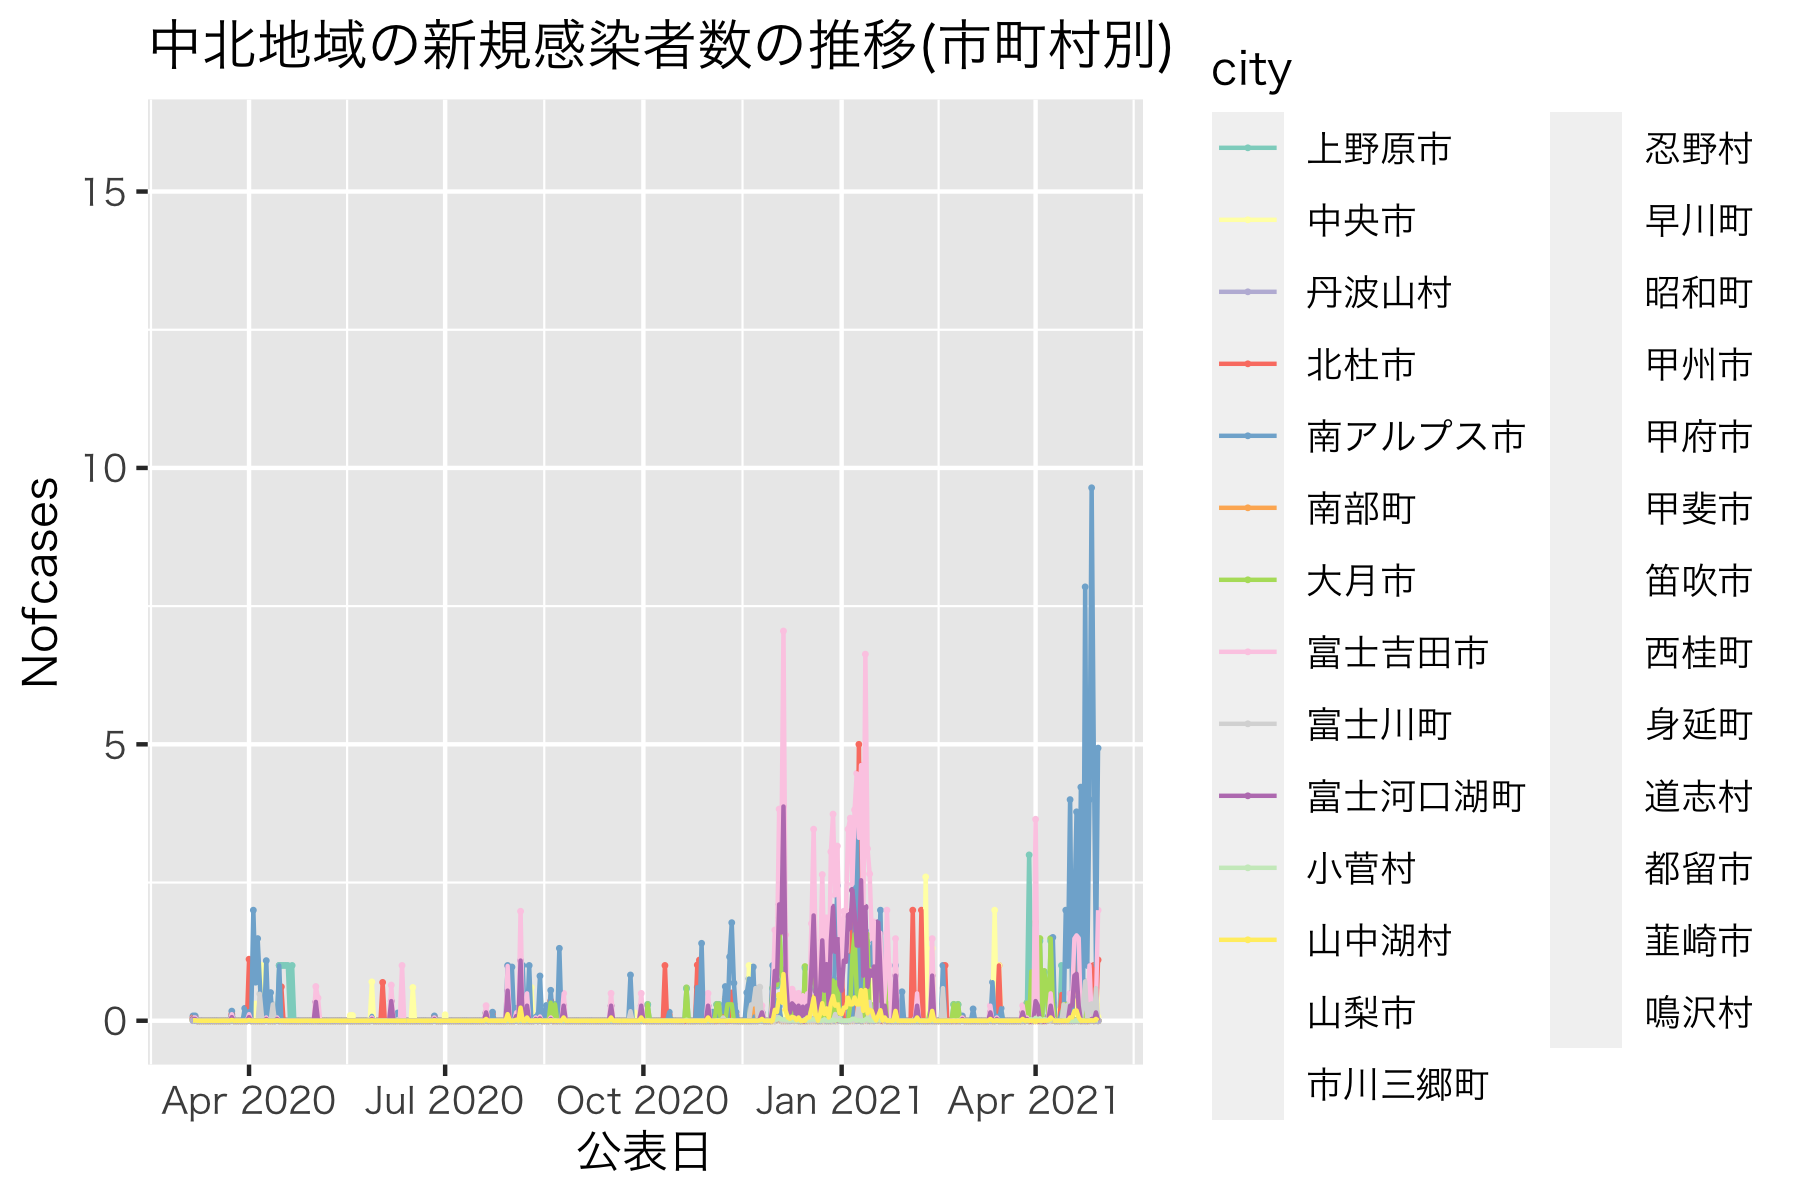 中北地域の新規感染者数の推移(市町村別)
Nofcases
15
10
5
0
Apr 2020
Jul 2020
Oct 2020
Jan 2021
Apr 2021
公表日
city
上野原市
中央市
丹波山村
北杜市
南アルプス市
南部町
大月市
富士吉田市
富士川町
富士河口湖町
小菅村
山中湖村
山梨市
市川三郷町
忍野村
早川町
昭和町
甲州市
甲府市
甲斐市
笛吹市
西桂町
身延町
道志村
都留市
韮崎市
鳴沢村